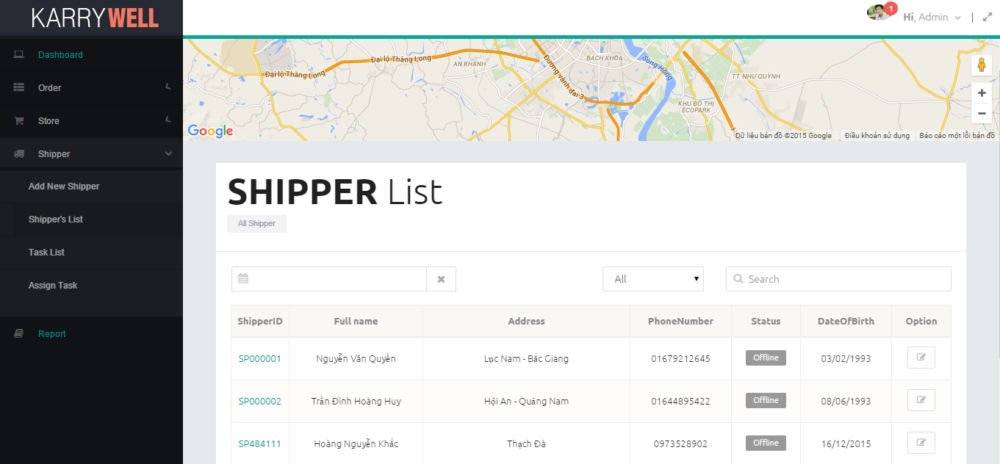 KARRYWELL
1
Hi, Admin
Dashboard
Order
Store
Shipper
Add New Shipper
Shipper's List
Task List
Assign Task
Report
Đại lộ Thăng Long
Đại lộ Thăng Long
AN KHÁNH
Đường vành đai 3
BÁCH KHOA
Sông Hồng
TT. NHƯ QUỲNH
KHU ĐÔ THỊ
ECOPARK
Google
Dữ liệu bản đồ ©2015 Google
Điều khoản sử dụng
Báo cáo một lỗi bản đồ
SHIPPER List
All Shipper
All
Search
ShipperID Full name Address PhoneNumber Status DateOfBirth Option
SP000001 Nguyễn Văn Quyền Lục Nam - Bắc Giang 01679212645 Offline 03/02/1993
SP000002 Trần Đình Hoàng Huy Hội An - Quảng Nam 01644895422 Offline 08/06/1993
SP484111 Hoàng Nguyễn Khắc Thạch Đà 0973528902 Offline 16/12/2015